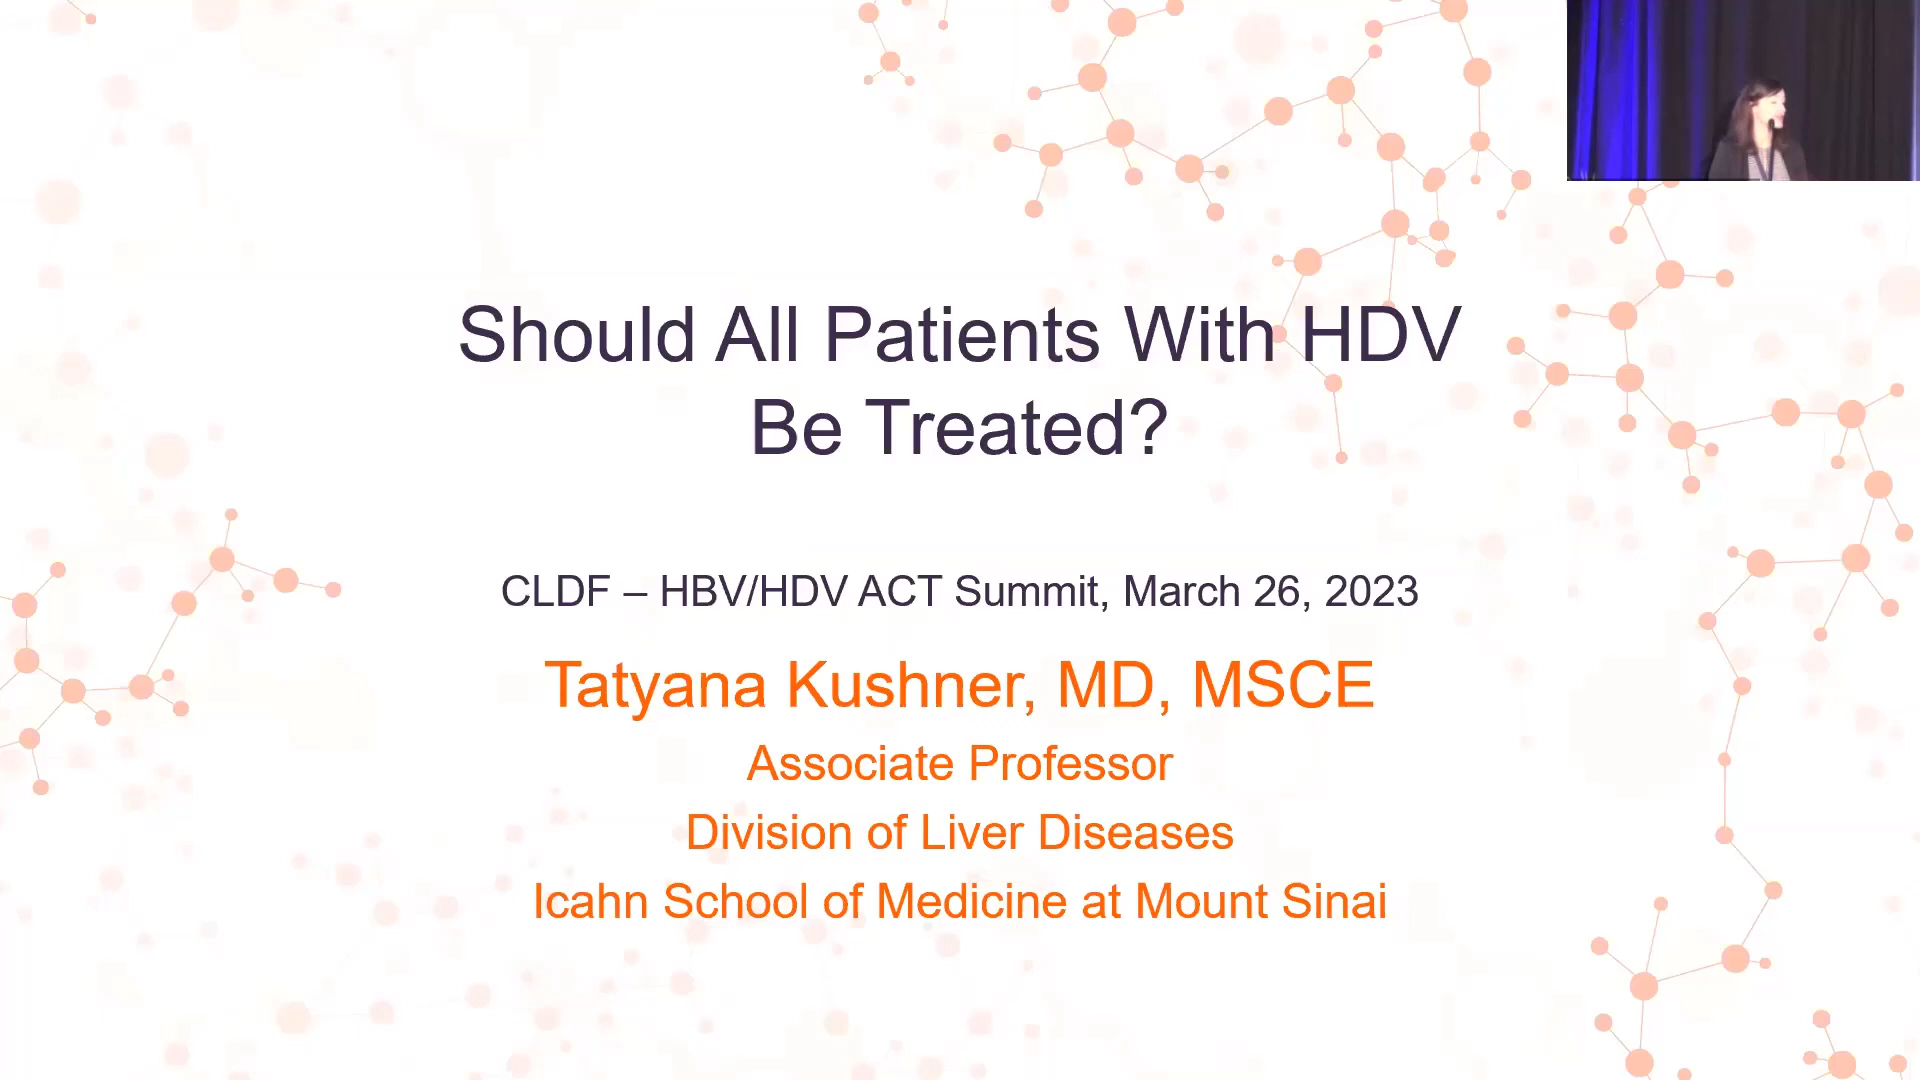 Should All Patients With HDV
Be Treated?
CLDF – HBV/HDV ACT Summit, March 26, 2023
Tatyana Kushner, MD, MSCE
Associate Professor
Division of Liver Diseases
Icahn School of Medicine at Mount Sinai